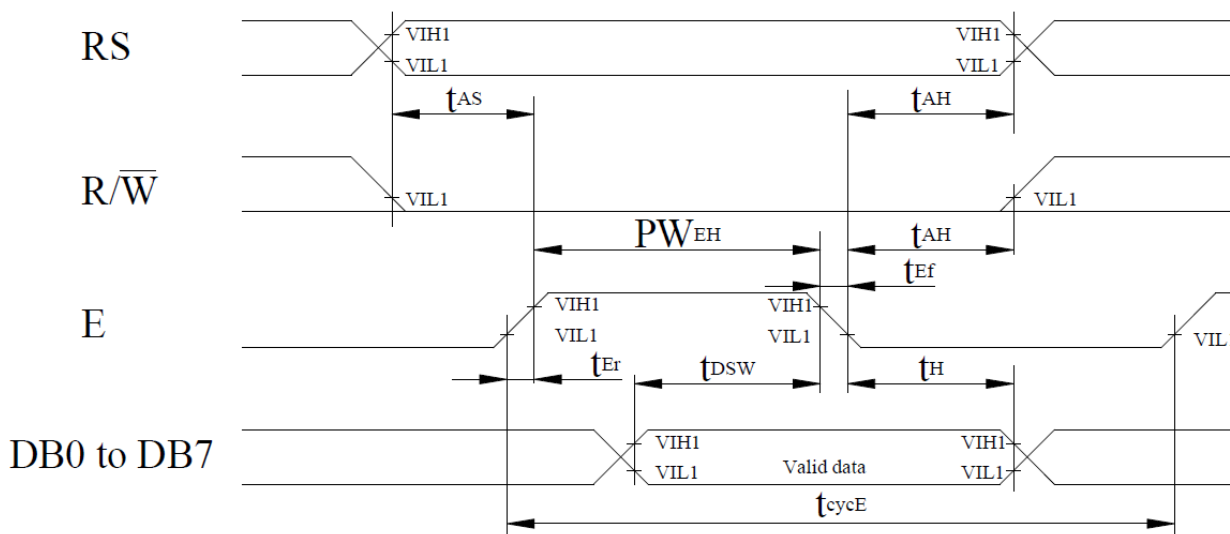 RS
VIH1
VIL1
VIH1
VIL1
tAS
tAH
R/W̅
VIL1
VIL1
PWEH
tAH
tEf
E
VIH1
VIL1
VIH1
VIL1
VIL
tEr
tDSW
tH
DB0 to DB7
VIH1
VIL1
Valid data
VIH1
VIL1
tcycE